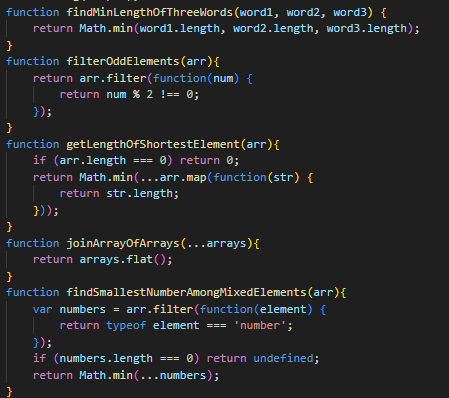 function findMinLengthOfThreeWords(word1, word2, word3) {
    return Math.min(word1.length, word2.length, word3.length);
}
function filterOddElements(arr){
    return arr.filter(function(num) {
        return num % 2 !== 0;
    });
}
function getLengthOfShortestElement(arr){
    if (arr.length === 0) return 0;
    return Math.min(...arr.map(function(str) {
        return str.length;
    }));
}
function joinArrayOfArrays(...arrays){
    return arrays.flat();
}
function findSmallestNumberAmongMixedElements(arr){
    var numbers = arr.filter(function(element) {
        return typeof element === 'number';
    });
    if (numbers.length === 0) return undefined;
    return Math.min(...numbers);
}